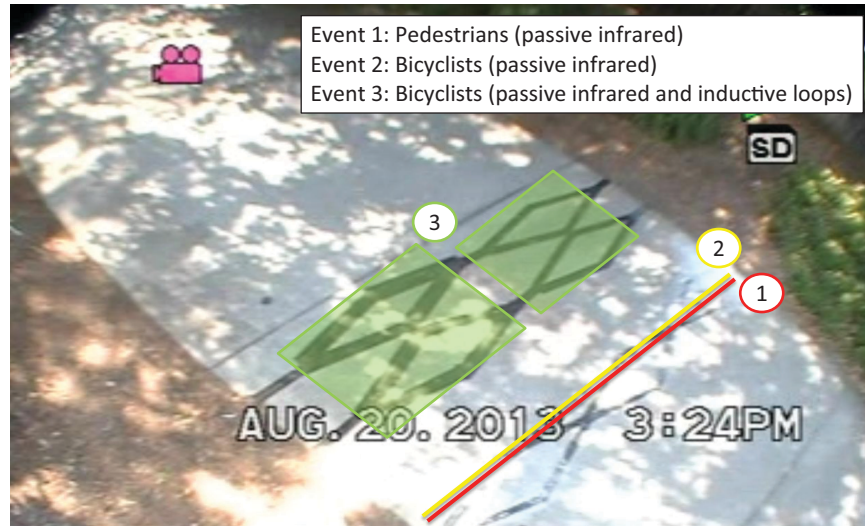 Event 1: Pedestrians (passive infrared)
Event 2: Bicyclists (passive infrared)
Event 3: Bicyclists (passive infrared and inductive loops)
SD
3
2
1
AUG. 20. 2013 3:24PM